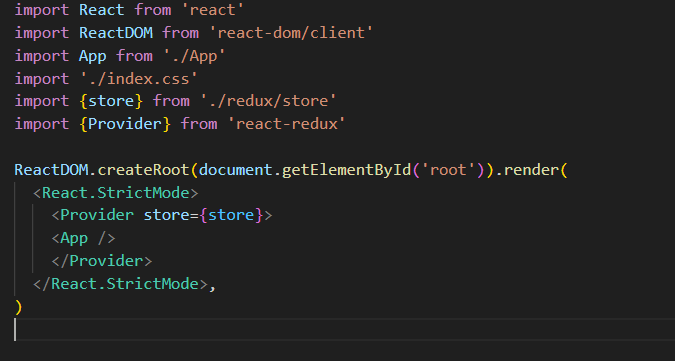 import React from 'react'
import ReactDOM from 'react-dom/client'
import App from './App'
import './index.css'
import {store} from './redux/store'
import {Provider} from 'react-redux'

ReactDOM.createRoot(document.getElementById('root')).render(
  <React.StrictMode>
    <Provider store={store}>
    <App />
    </Provider>
  </React.StrictMode>,
)